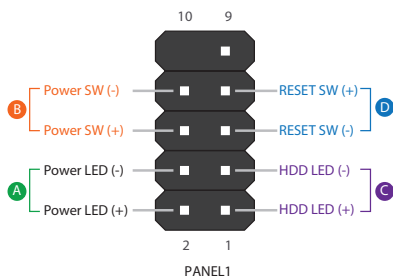 10 9
Power SW (-) RESET SW (+)
B D
Power SW (+) RESET SW (-)
Power LED (-) HDD LED (-)
A C
Power LED (+) HDD LED (+)
2 1
PANEL1